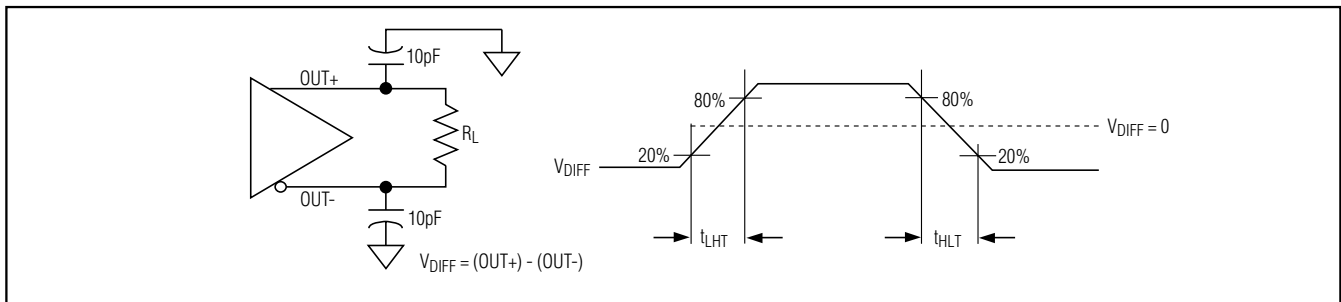 10pF
OUT+
R_L
OUT-
10pF
V_DIFF = (OUT+) - (OUT-)
80%
80%
V_DIFF = 0
20%
20%
V_DIFF
t_LHT
t_HLT